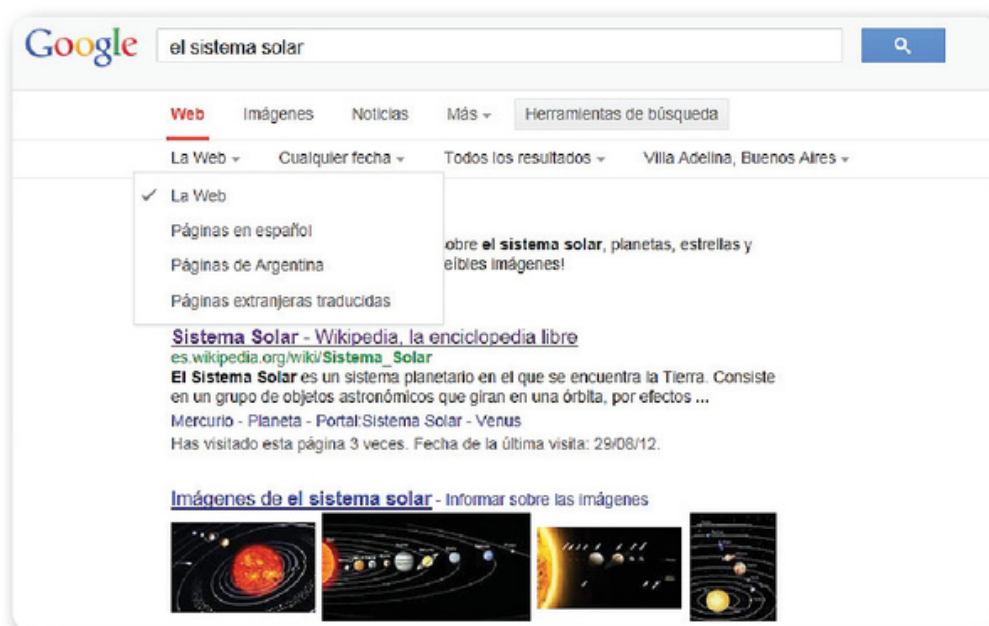 Google
el sistema solar
Web Imágenes Noticias Más Herramientas de búsqueda
La Web Cualquier fecha Todos los resultados Villa Adelina, Buenos Aires
La Web
Páginas en español
Páginas de Argentina
Páginas extranjeras traducidas
obre el sistema solar, planetas, estrellas y
eíbles imágenes!
Sistema Solar - Wikipedia, la enciclopedia libre
es.wikipedia.org/wiki/Sistema_Solar
El Sistema Solar es un sistema planetario en el que se encuentra la Tierra. Consiste
en un grupo de objetos astronómicos que giran en una órbita, por efectos ...
Mercurio - Planeta - Portal:Sistema Solar - Venus
Has visitado esta página 3 veces. Fecha de la última visita: 29/08/12.
Imágenes de el sistema solar - Informar sobre las imágenes